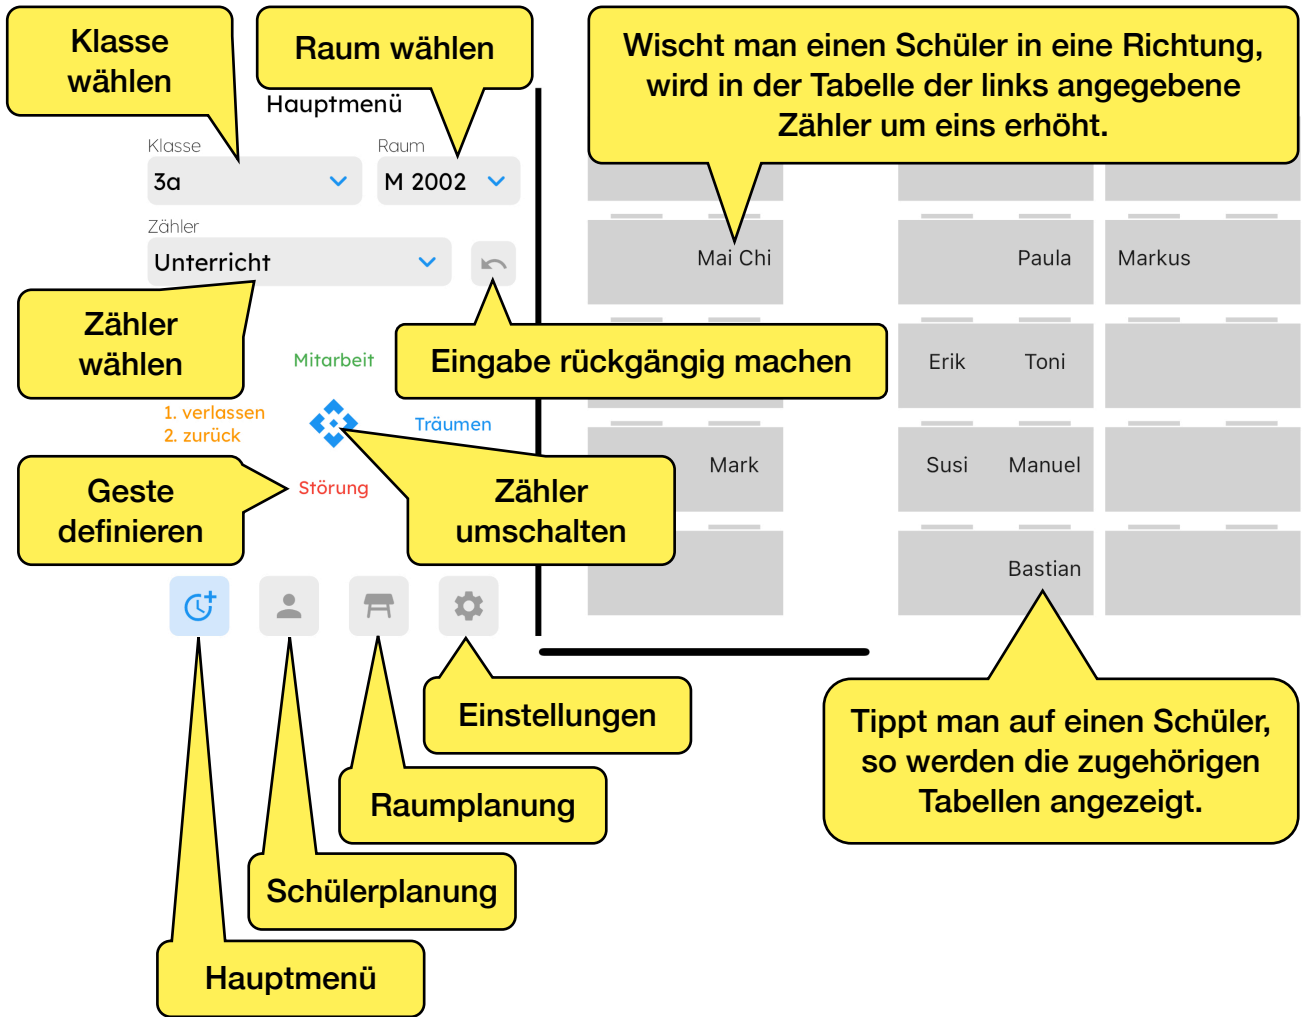 Klasse
wählen
Raum wählen
Wischt man einen Schüler in eine Richtung,
wird in der Tabelle der links angegebene
Zähler um eins erhöht.
Hauptmenü
Klasse
Raum
3a
M 2002
Zähler
Unterricht
Mai Chi
Paula
Markus
Zähler
wählen
Mitarbeit
Eingabe rückgängig machen
Erik
Toni
1. verlassen
2. zurück
Träumen
Geste
definieren
Störung
Zähler
umschalten
Mark
Susi
Manuel
Bastian
Einstellungen
Tippt man auf einen Schüler,
so werden die zugehörigen
Tabellen angezeigt.
Raumplanung
Schülerplanung
Hauptmenü